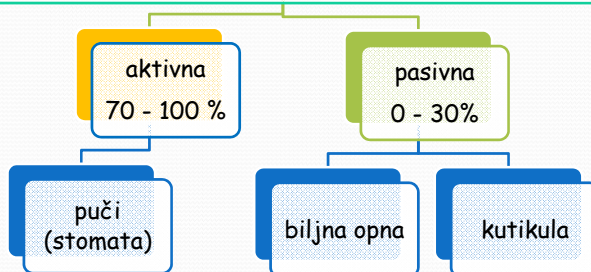 aktivna
70 - 100 %
pasivna
0 - 30%
puči
(stomata)
biljna opna
kutikula